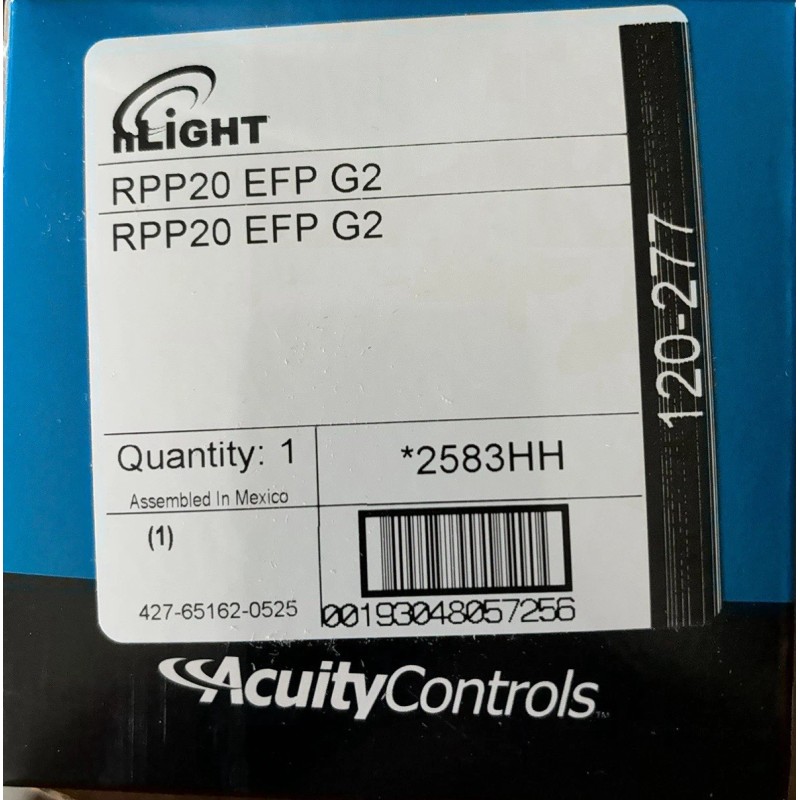 nLiGHT
RPP20 EFP G2
RPP20 EFP G2
120-277
Quantity: 1
*2583HH
Assembled In Mexico
(1)
427-65162-0525
00193048057256
AcuityControls™